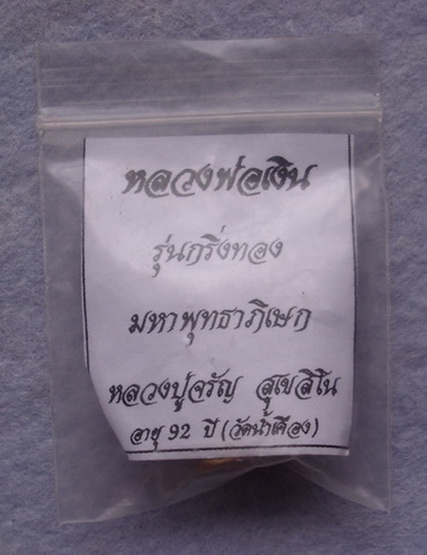 หลวงพ่อเงิน
รุ่นกริ่งทอง
มหาพุทธาภิเษก
หลวงปู่จรัญ สุเขสิโน
อายุ 92 ปี (วัดน้ำเคือง)